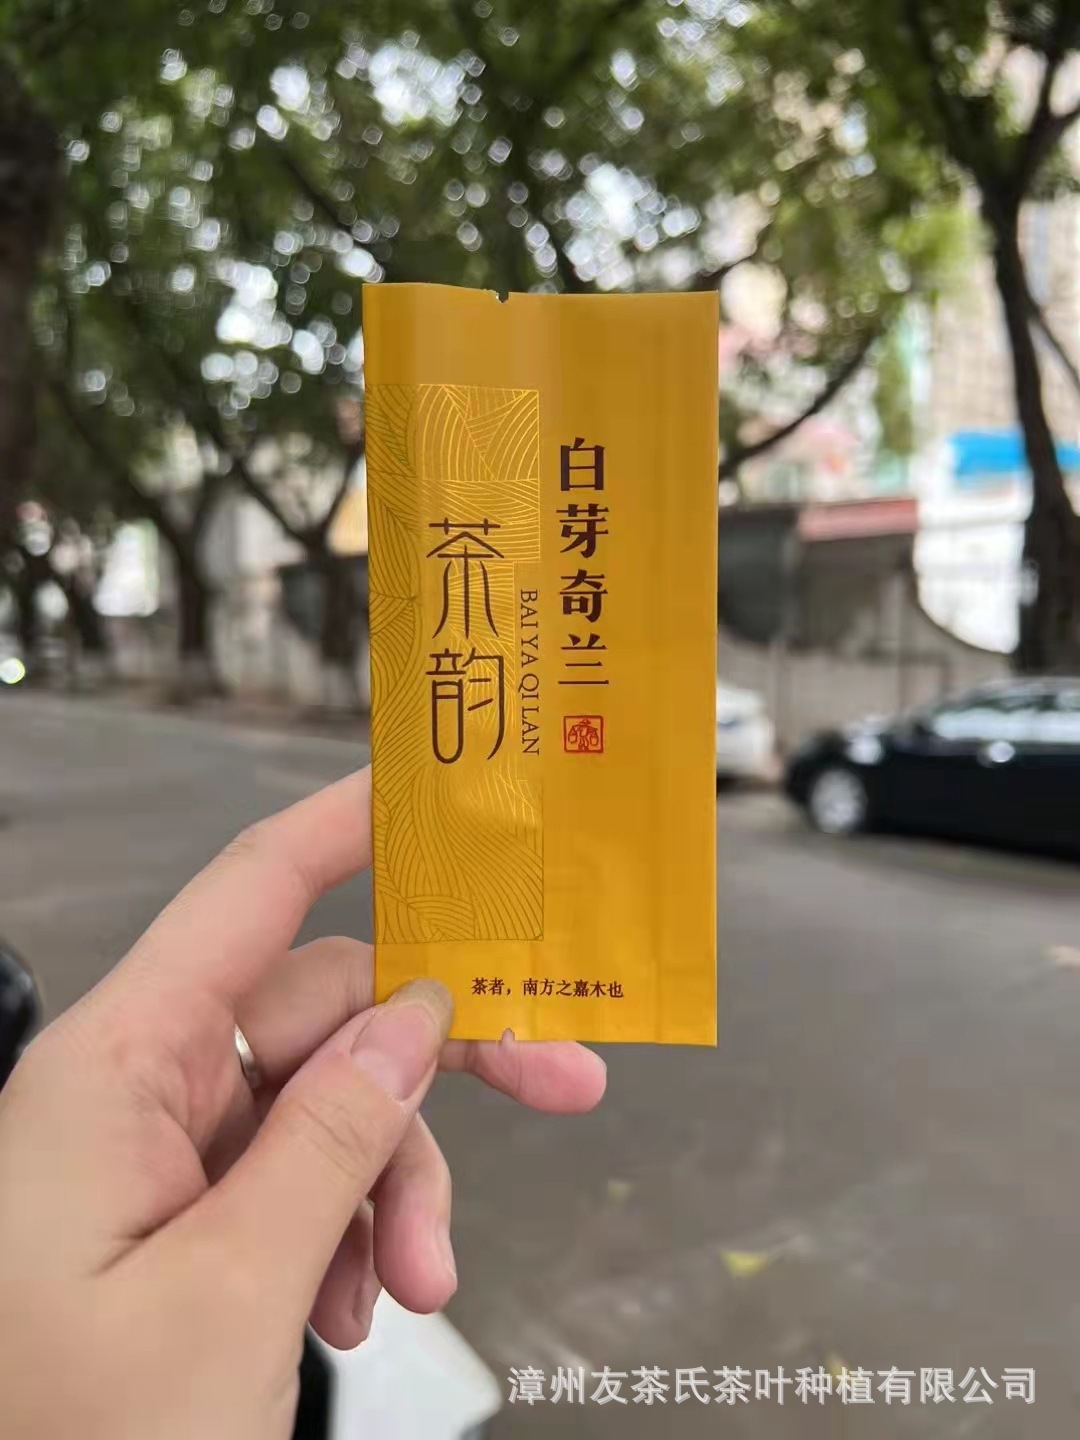 白芽奇兰
BAI YA QI LAN
茶韵
茶者，南方之嘉木也
漳州友茶氏茶叶种植有限公司